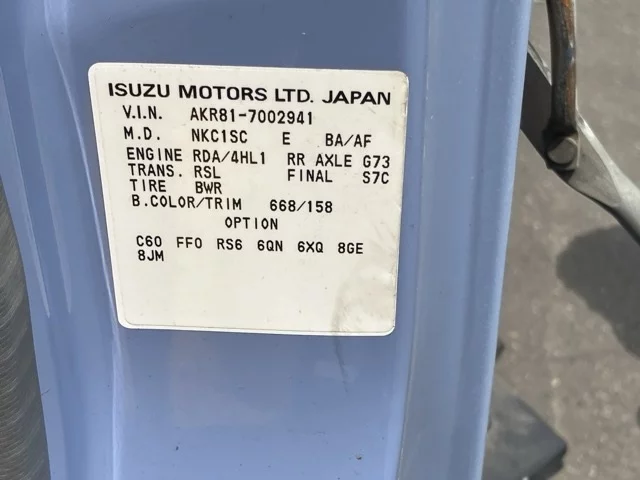 ISUZU MOTORS LTD. JAPAN
V.I.N. AKR81-7002941
M.D. NKC1SC E BA/AF
ENGINE RDA/4HL1 RR AXLE G73
TRANS. RSL FINAL S7C
TIRE BWR
B.COLOR/TRIM 668/158
OPTION
C60 FFO RS6 6QN 6XQ 8GE
8JM